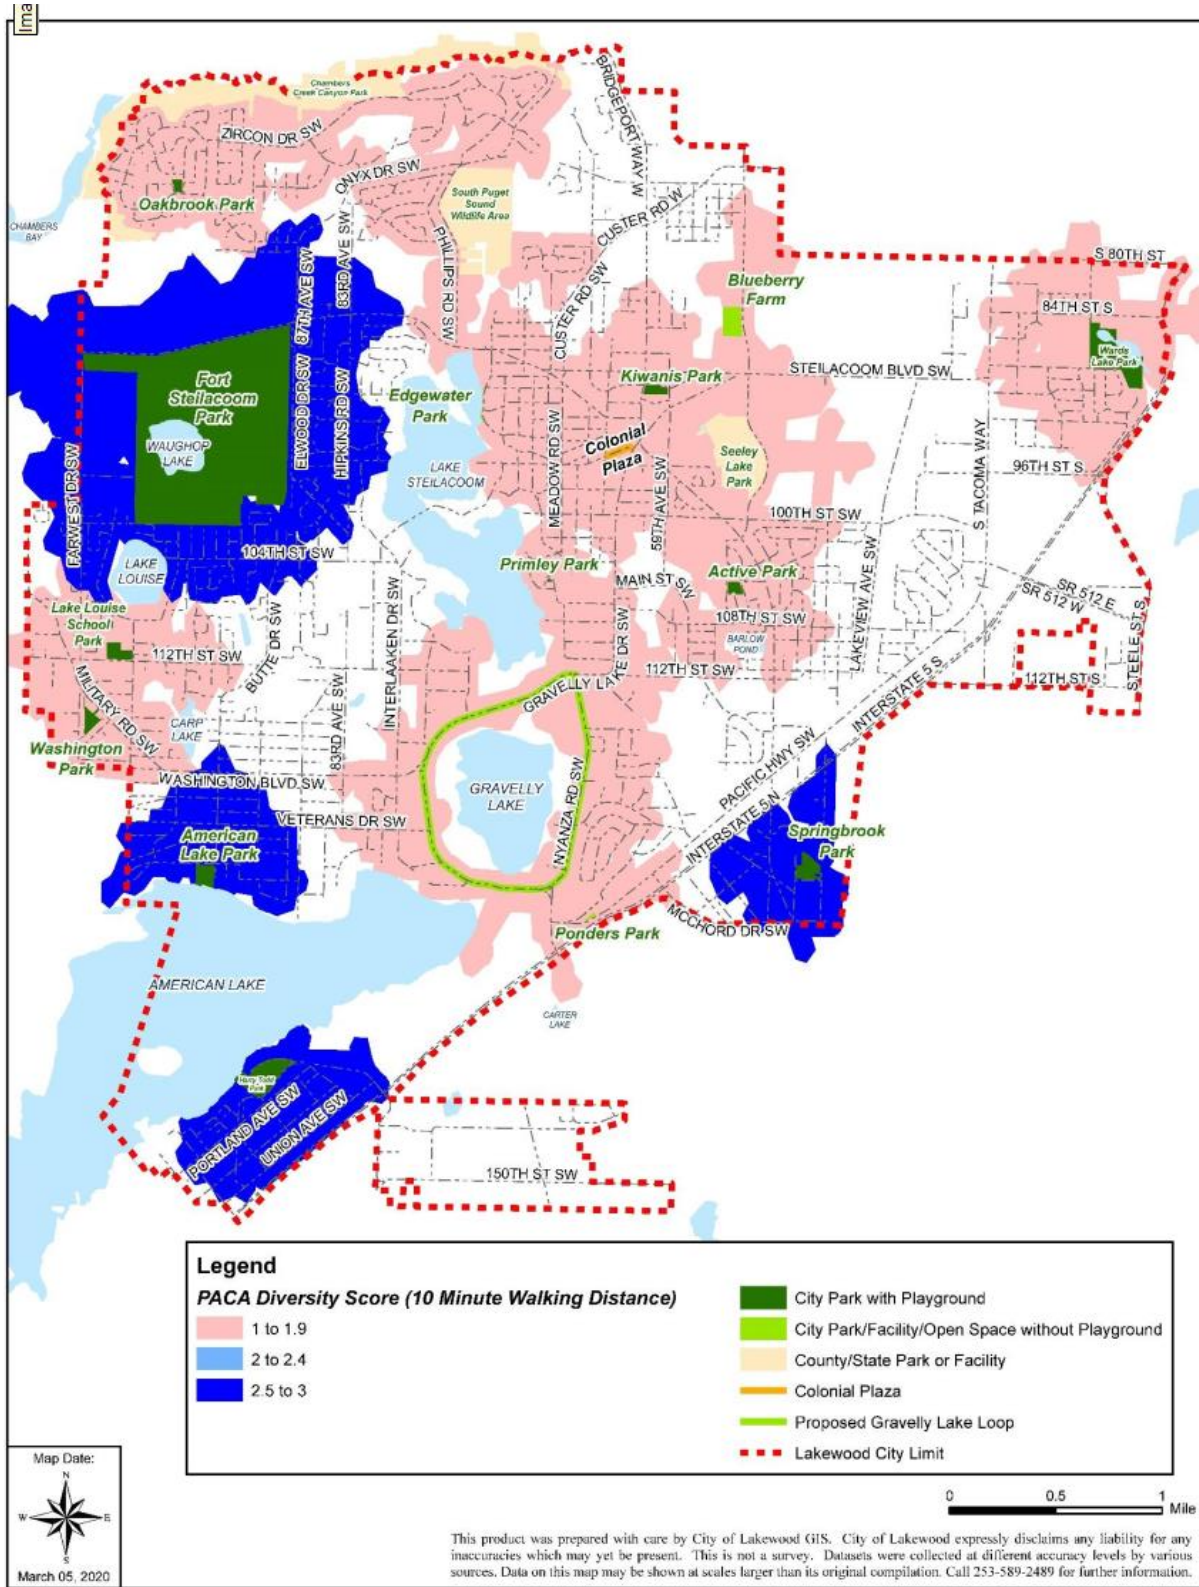 Ima
Chambers
Creek Canyon Park
BRIDGEPORT WAY W
ZIRCON DR SW
ONYX DR SW
Oakbrook Park
South Puget
Sound
Wildlife Area
CHAMBERS
BAY
CUSTER RD W
PHILLIPS RD SW
83RD AVE SW
87TH AVE SW
S 80TH ST
Blueberry
Farm
CUSTER RD SW
84TH ST S
Wards
Lake Park
Fort
Steilacoom
Park
Kiwanis Park
STEILACOOM BLVD SW
Edgewater
Park
ELWOOD DR SW
HIPKINS RD SW
WAUGHOP
LAKE
Colonial
Plaza
MEADOW RD SW
LAKE
STEILACOOM
Seeley
Lake
Park
S TACOMA WAY
96TH ST S
59TH AVE SW
FARWEST DR SW
100TH ST SW
104TH ST SW
LAKE
LOUISE
Primley Park
MAIN ST SW
Active Park
LAKEVIEW AVE SW
SR 512 E
SR 512 W
Lake Louise
Schooll
Park
INTERLAAKEN DR SW
108TH ST SW
BARLOW
POND
STEELE ST S
112TH ST SW
BUTTE DR SW
GRAVELLY LAKE DR SW
112TH ST SW
112TH ST S
MILITARY RD SW
CARP
LAKE
83RD AVE SW
INTERSTATE 5 S
Washington
Park
WASHINGTON BLVD SW
GRAVELLY
LAKE
NYANZA RD SW
PACIFIC HWY SW
INTERSTATE 5 N
VETERANS DR SW
American
Lake Park
Springbrook
Park
Ponders Park
MCCHORD DR SW
AMERICAN LAKE
CARTER
LAKE
Harry Todd
Park
PORTLAND AVE SW
UNION AVE SW
150TH ST SW
Legend
PACA Diversity Score (10 Minute Walking Distance)
1 to 1.9
2 to 2.4
2.5 to 3
City Park with Playground
City Park/Facility/Open Space without Playground
County/State Park or Facility
Colonial Plaza
Proposed Gravelly Lake Loop
Lakewood City Limit
Map Date:
N
W E
S
March 05, 2020
0 0.5 1
Mile
This product was prepared with care by City of Lakewood GIS. City of Lakewood expressly disclaims any liability for any
inaccuracies which may yet be present. This is not a survey. Datasets were collected at different accuracy levels by various
sources. Data on this map may be shown at scales larger than its original compilation. Call 253-589-2489 for further information.